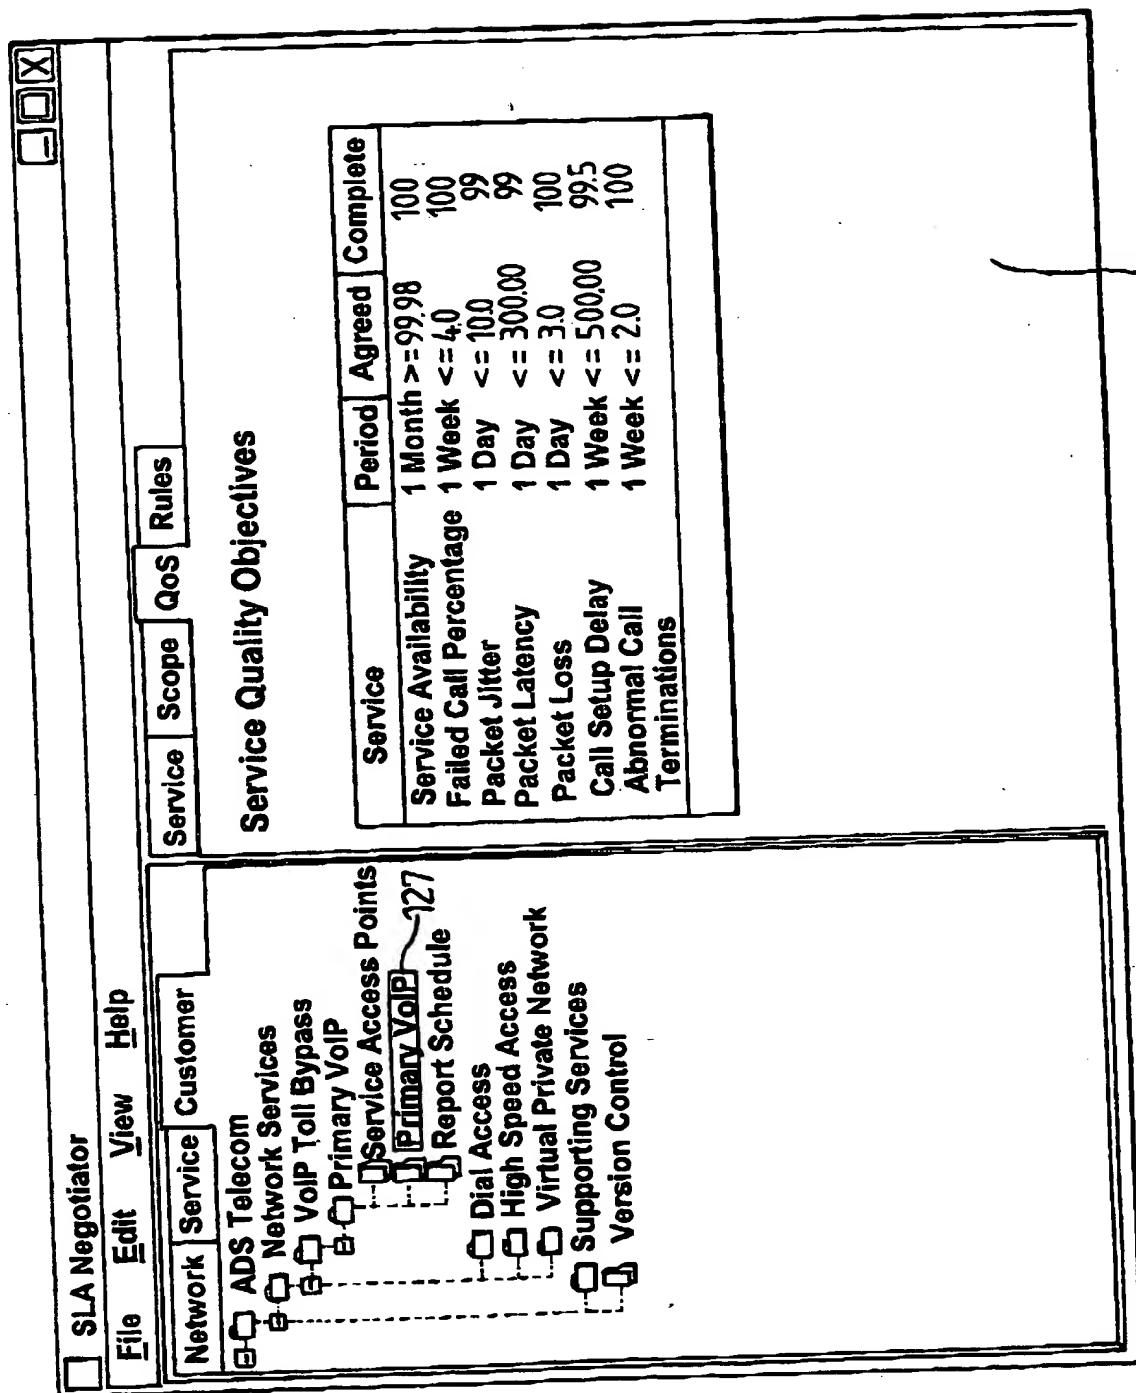 SLA Negotiator
File Edit View Help
Network Service Customer
ADS Telecom
Network Services
VoIP Toll Bypass
Primary VoIP
Service Access Points
Primary VoIP 127
Report Schedule
Dial Access
High Speed Access
Virtual Private Network
Supporting Services
Version Control
Service Scope QoS Rules
Service Quality Objectives
Service Period Agreed Complete
Service Availability 1 Month >=99.98 100
Failed Call Percentage 1 Week <= 4.0 100
Packet Jitter 1 Day <= 10.0 99
Packet Latency 1 Day <= 300.00 99
Packet Loss 1 Day <= 3.0 100
Call Setup Delay 1 Week <= 500,00 99.5
Abnormal Call 1 Week <= 2.0 100
Terminations